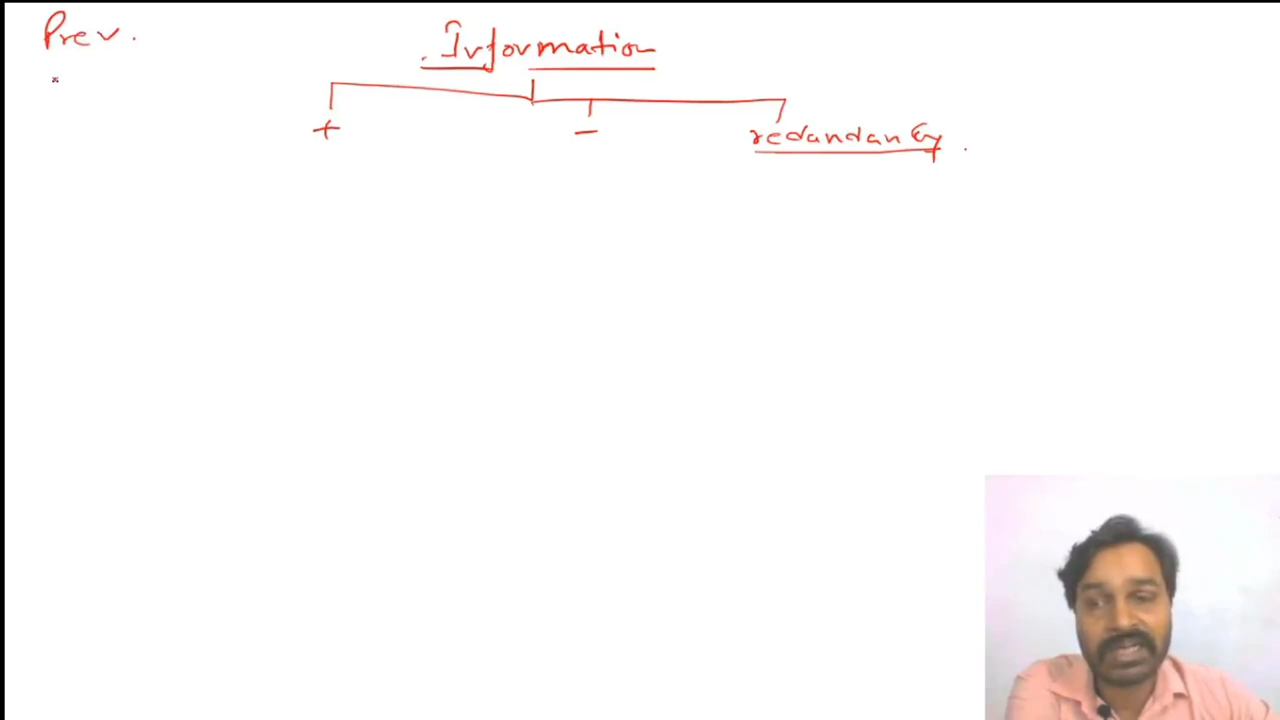 Prev.
Information
+ - redandancy